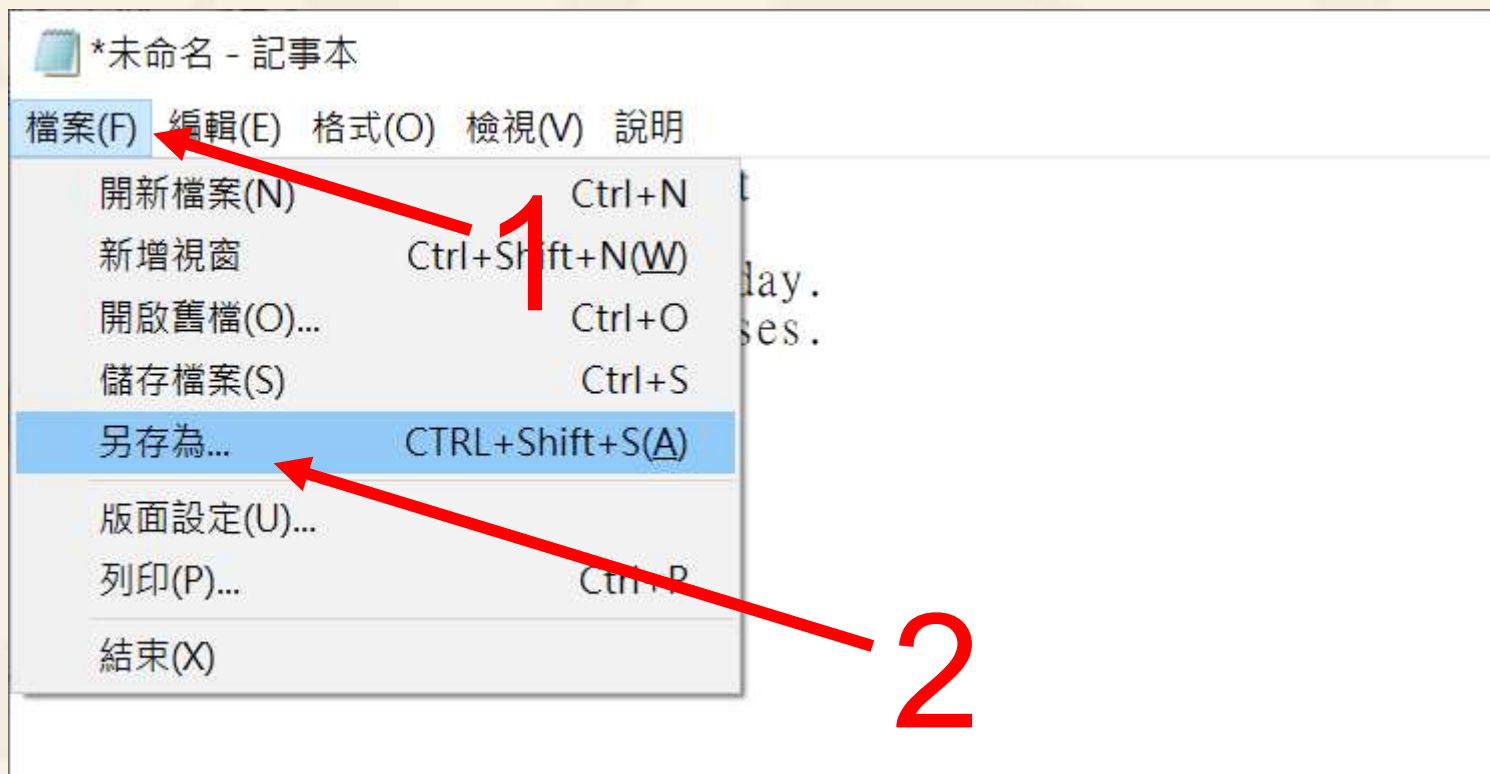 *未命名 - 記事本
檔案(F) 編輯(E) 格式(O) 檢視(V) 說明
開新檔案(N) Ctrl+N
新增視窗 Ctrl+Shift+N(W)
1
day.
開啟舊檔(O)... Ctrl+O
ses.
儲存檔案(S) Ctrl+S
另存為... CTRL+Shift+S(A)
版面設定(U)...
列印(P)... Ctrl+P
結束(X)
2